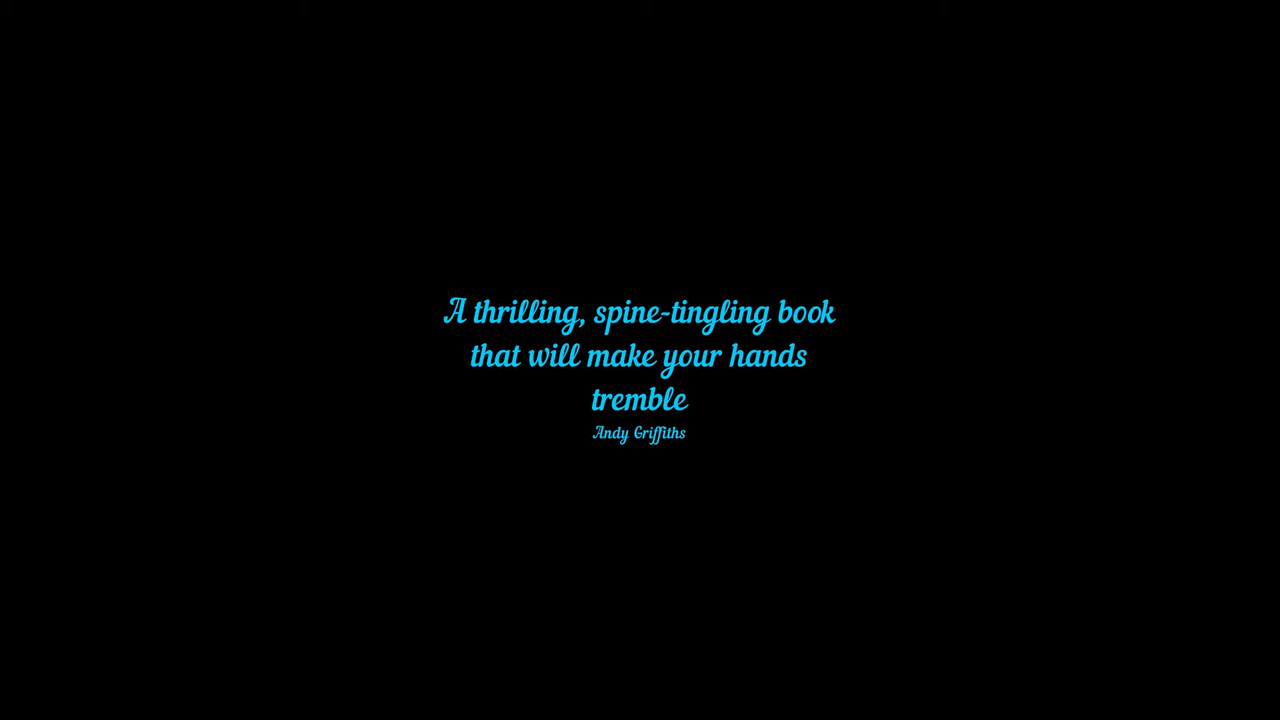 A thrilling, spine-tingling book
that will make your hands
tremble
Andy Griffiths